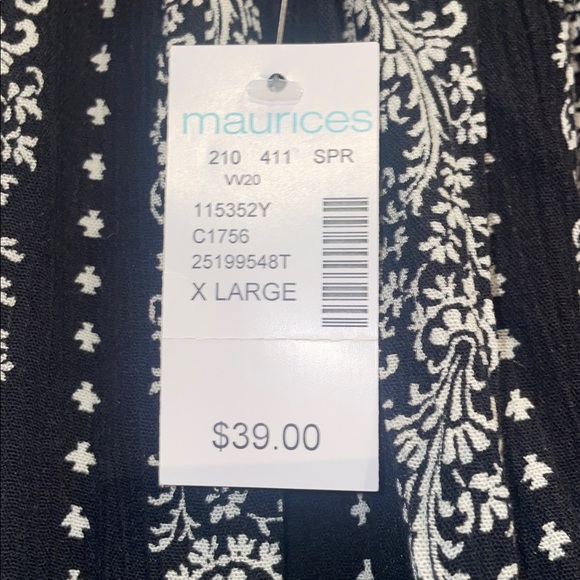 maurices
210 411 SPR
VV20
115352Y
C1756
25199548T
X LARGE
$39.00